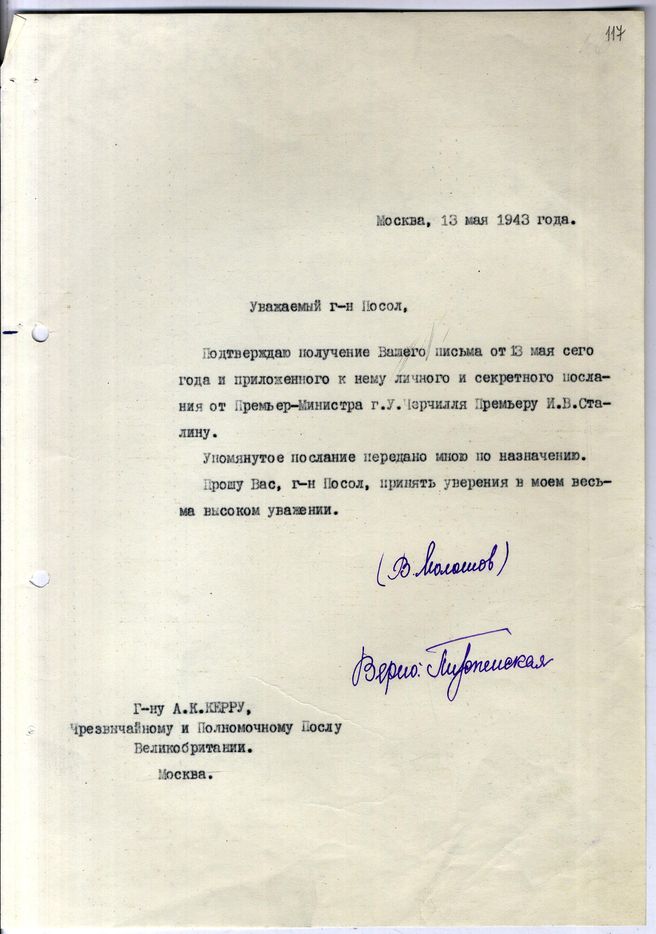 117
Москва, 13 мая 1943 года.
Уважаемый г-н Посол,
Подтверждаю получение Вашего письма от 13 мая сего
года и приложенного к нему личного и секретного посла-
ния от Премьер-Министра г.У.Черчилля Премьеру И.В.Ста-
лину.
Упомянутое послание передано мною по назначению.
Прошу Вас, г-н Посол, принять уверения в моем весь-
ма высоком уважении.
(В.Молотов)
Верно:
Г-ну А.К.КЕРРУ,
Чрезвычайному и Полномочному Послу
Великобритании.
Москва.